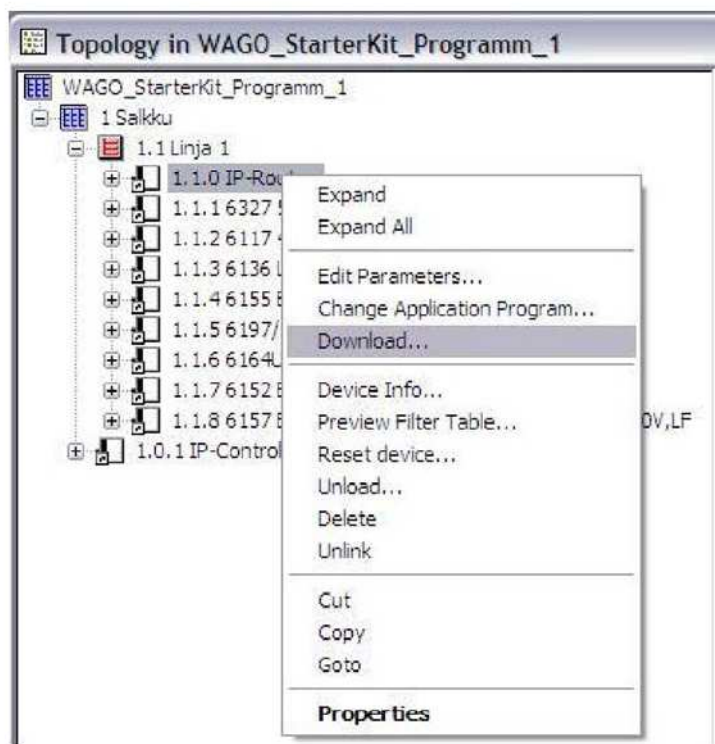 Topology in WAGO_StarterKit_Programm_1
WAGO_StarterKit_Programm_1
1 Salkku
1.1 Linja 1
1.1.0 IP-Rout
1.1.1 6327
1.1.2 6117
1.1.3 6136
1.1.4 6155
1.1.5 6197/
1.1.6 6164U
1.1.7 6152
1.1.8 6157 0V,LF
1.0.1 IP-Control
Expand
Expand All
Edit Parameters...
Change Application Program...
Download...
Device Info...
Preview Filter Table...
Reset device...
Unload...
Delete
Unlink
Cut
Copy
Goto
Properties